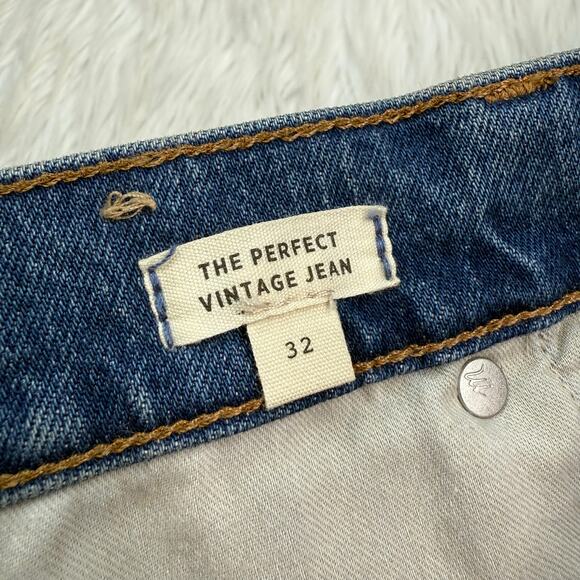 THE PERFECT
VINTAGE JEAN
32